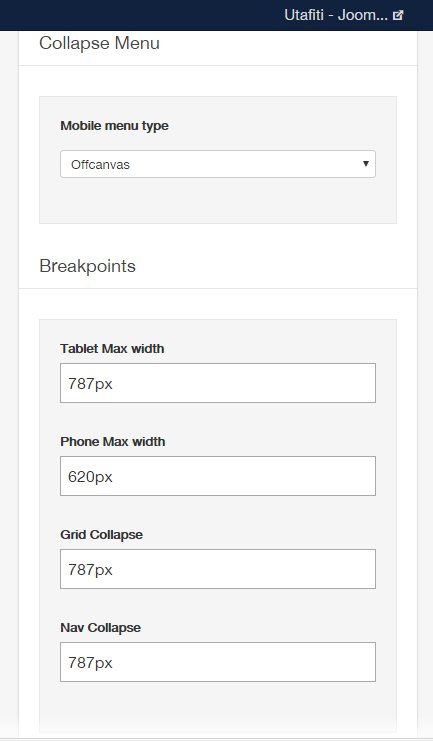 Utafiti - Joom...
Collapse Menu
Mobile menu type
Offcanvas
Breakpoints
Tablet Max width
787px
Phone Max width
620px
Grid Collapse
787px
Nav Collapse
787px